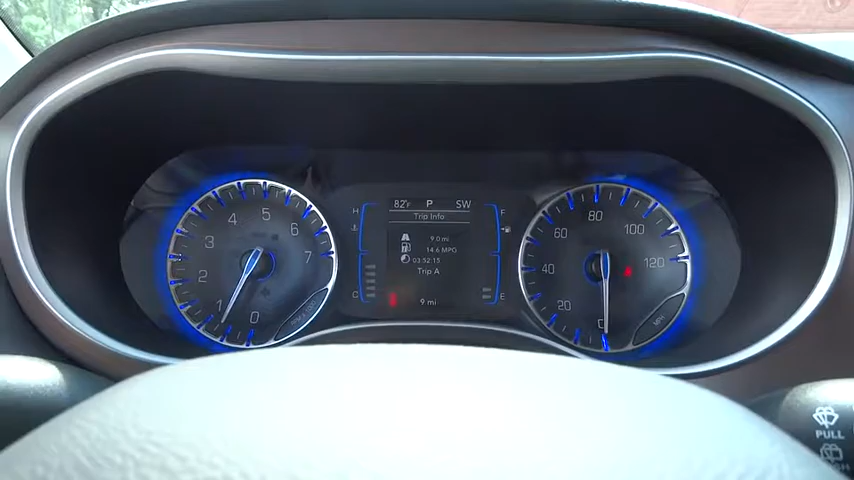 82°F P SW
Trip Info
9.0 mi
14.6 MPG
03:52:15
Trip A
9 mi
H
C
F
E
0 1 2 3 4 5 6 7
0 20 40 60 80 100 120
MPH
PULL